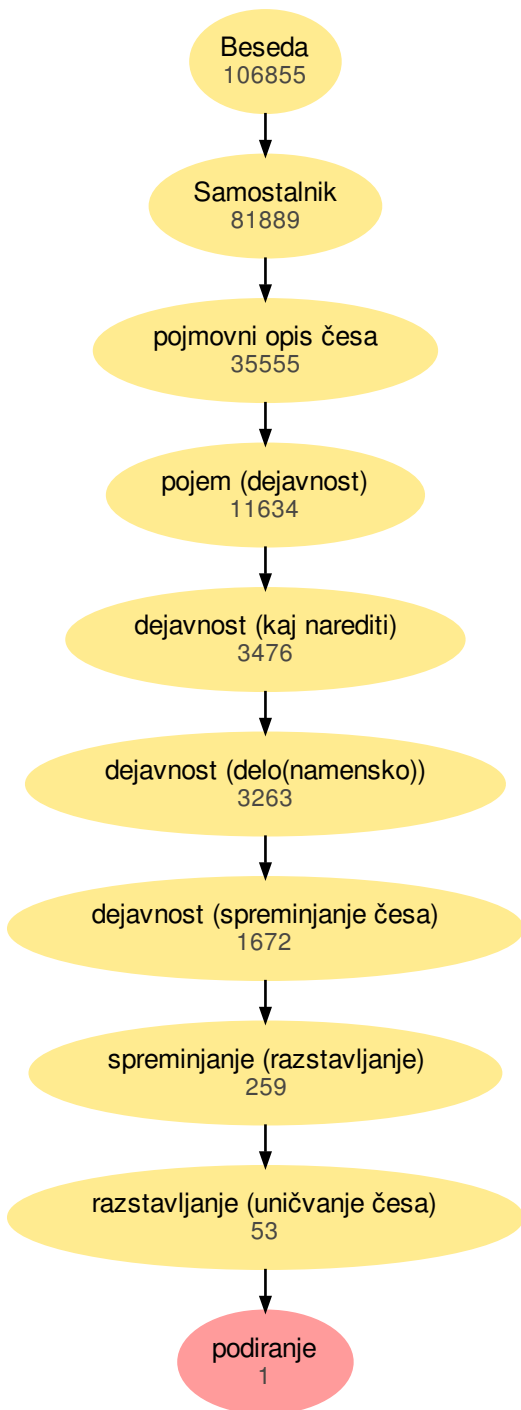 Beseda
106855
Samostalnik
81889
pojmovni opis česa
35555
pojem (dejavnost)
11634
dejavnost (kaj narediti)
3476
dejavnost (delo(namensko))
3263
dejavnost (spreminjanje česa)
1672
spreminjanje (razstavljanje)
259
razstavljanje (uničvanje česa)
53
podiranje
1